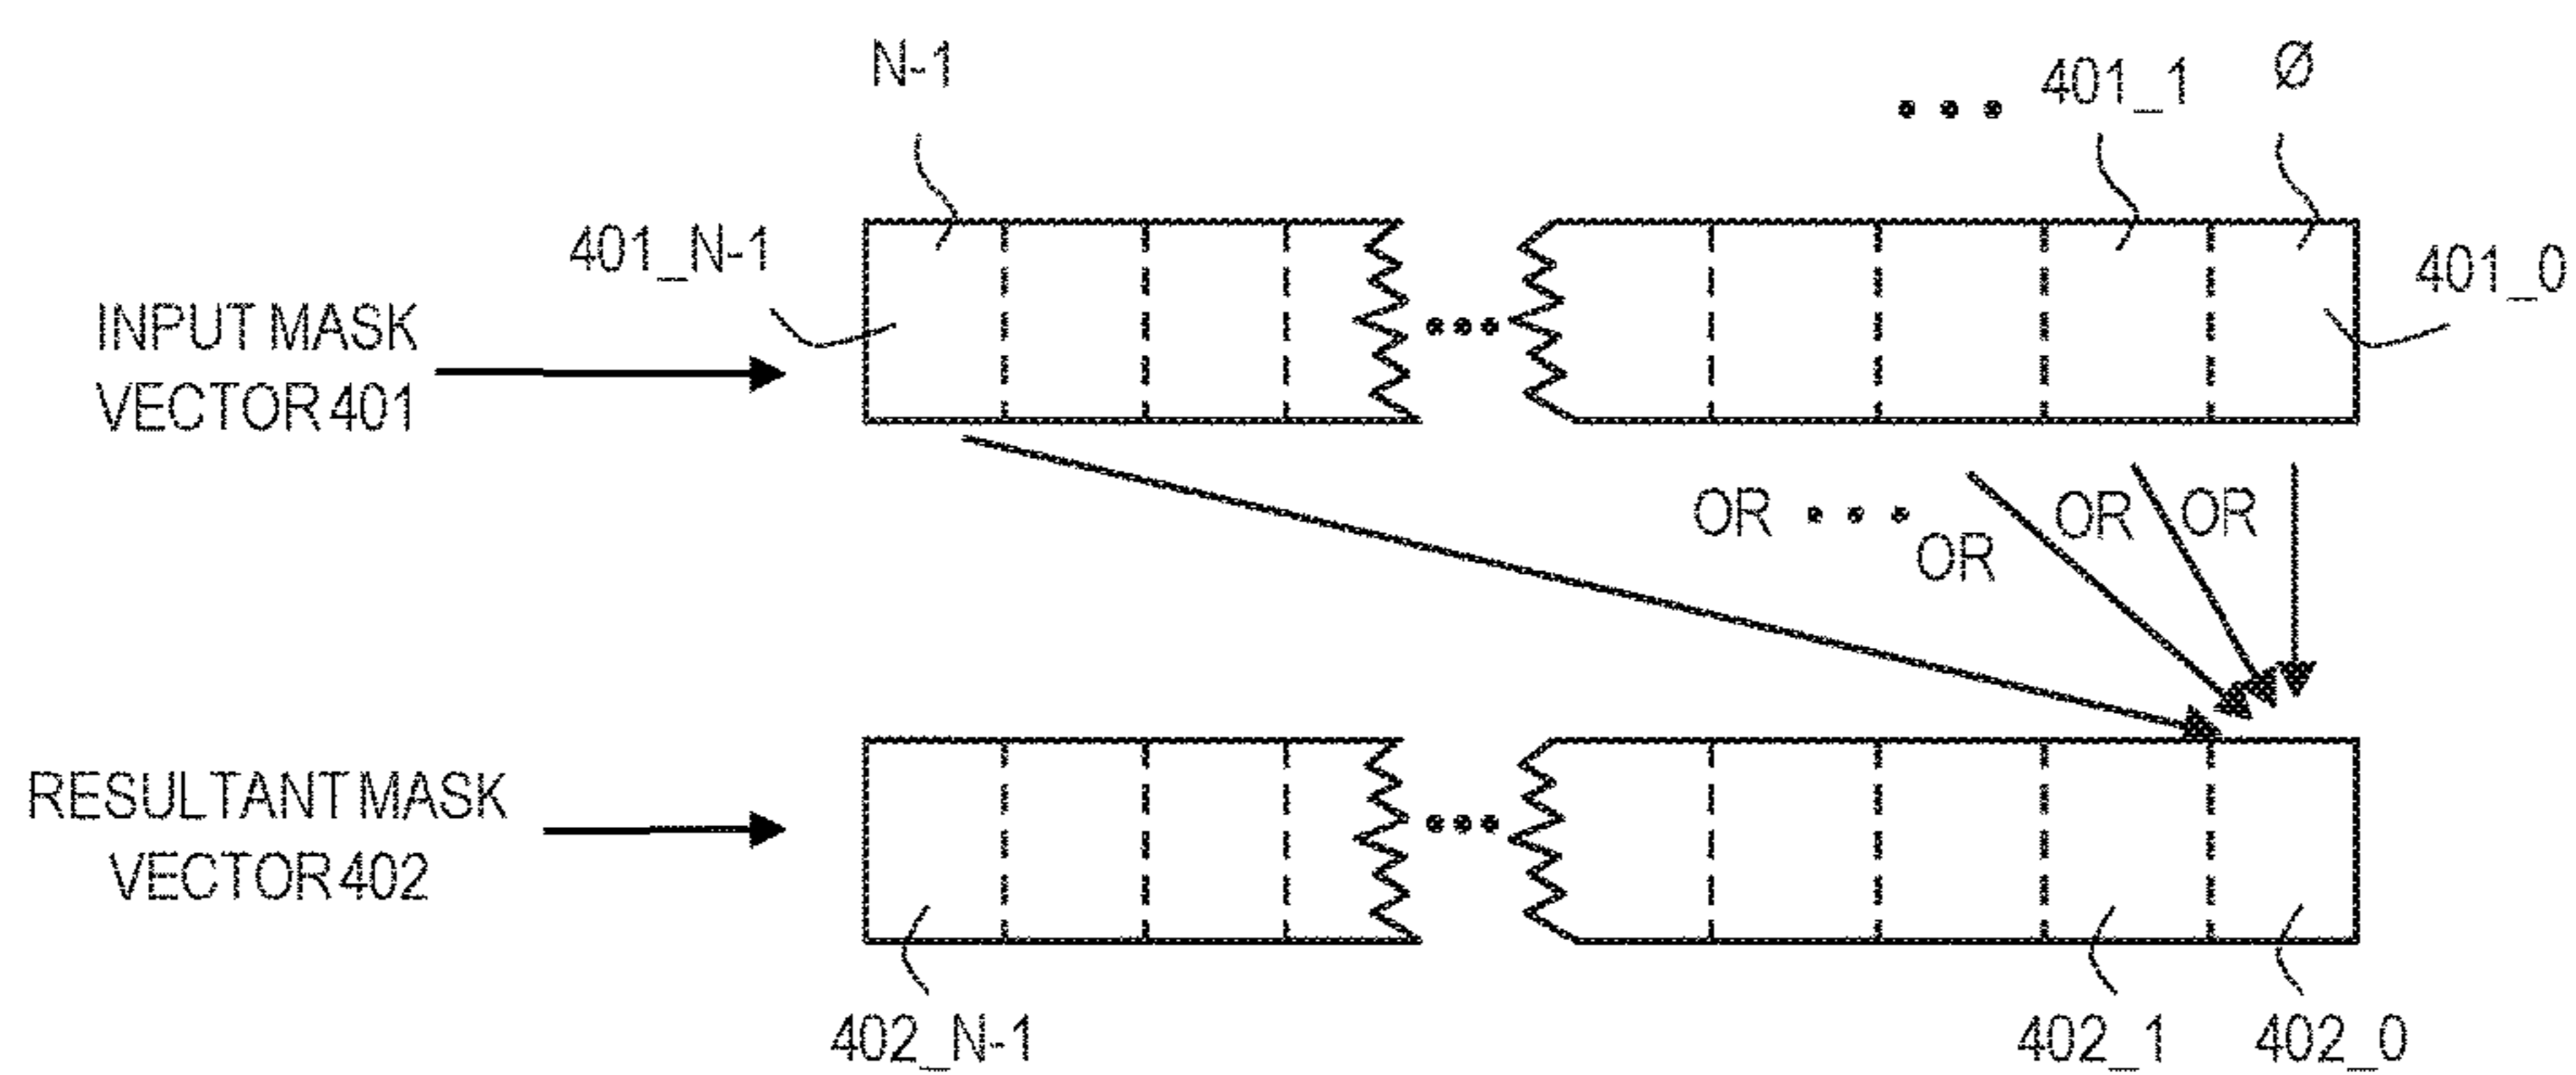 N-1
••• 401_1 Ø
401_N-1
401_0
INPUT MASK
VECTOR 401
•••
OR ••• OR OR OR
RESULTANT MASK
VECTOR 402
•••
402_N-1
402_1 402_0